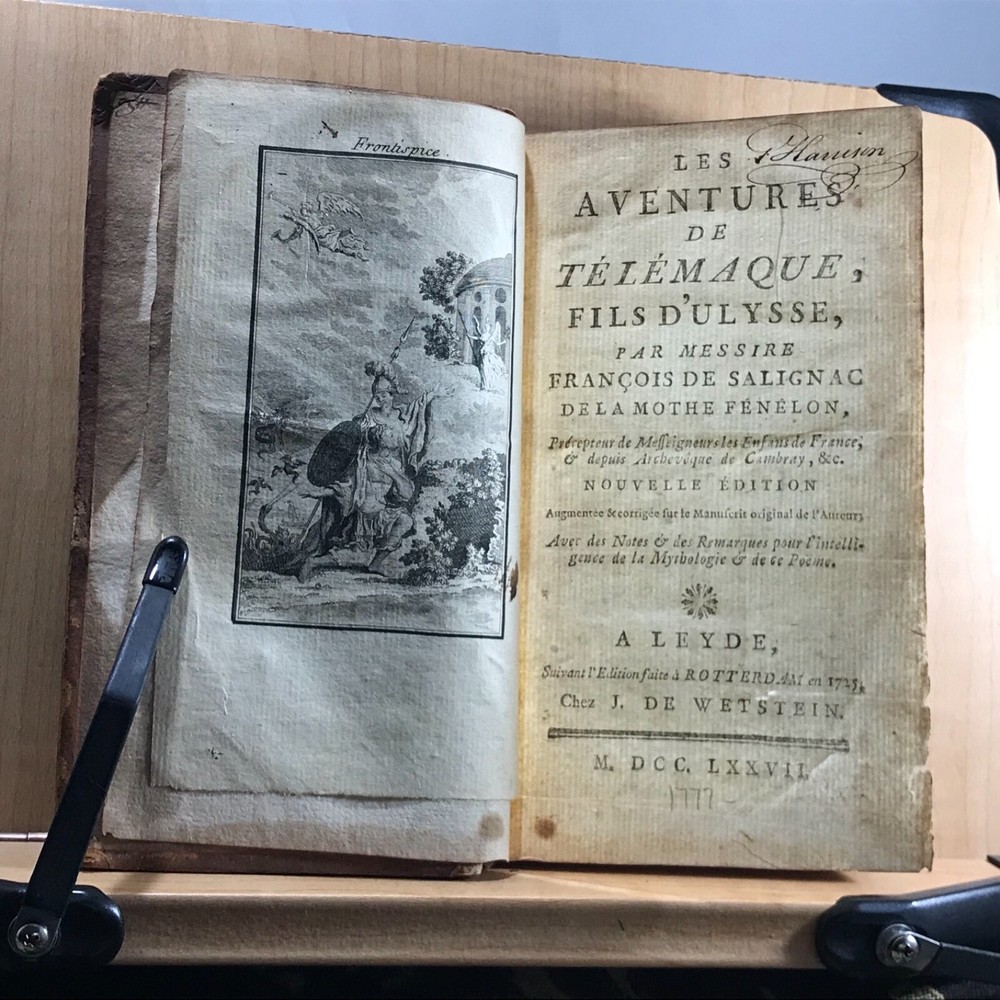 Frontispice.
P Harrison
LES
AVENTURES
DE
TÉLÉMAQUE,
FILS D'ULYSSE,
PAR MESSIRE
FRANÇOIS DE SALIGNAC
DE LA MOTHE FÉNÉLON,
Précepteur de Messeigneurs les Enfans de France,
& depuis Archevêque de Cambray, &c.
NOUVELLE ÉDITION
Augmentée & corrigée sur le Manuscrit original de l'Auteur;
Avec des Notes & des Remarques pour l'intelli-
gence de la Mythologie & de ce Poeme.
A LEYDE,
Suivant l'Edition faite à ROTTERDAM en 1725,
Chez J. DE WETSTEIN.
M. DCC. LXXVII.
1777